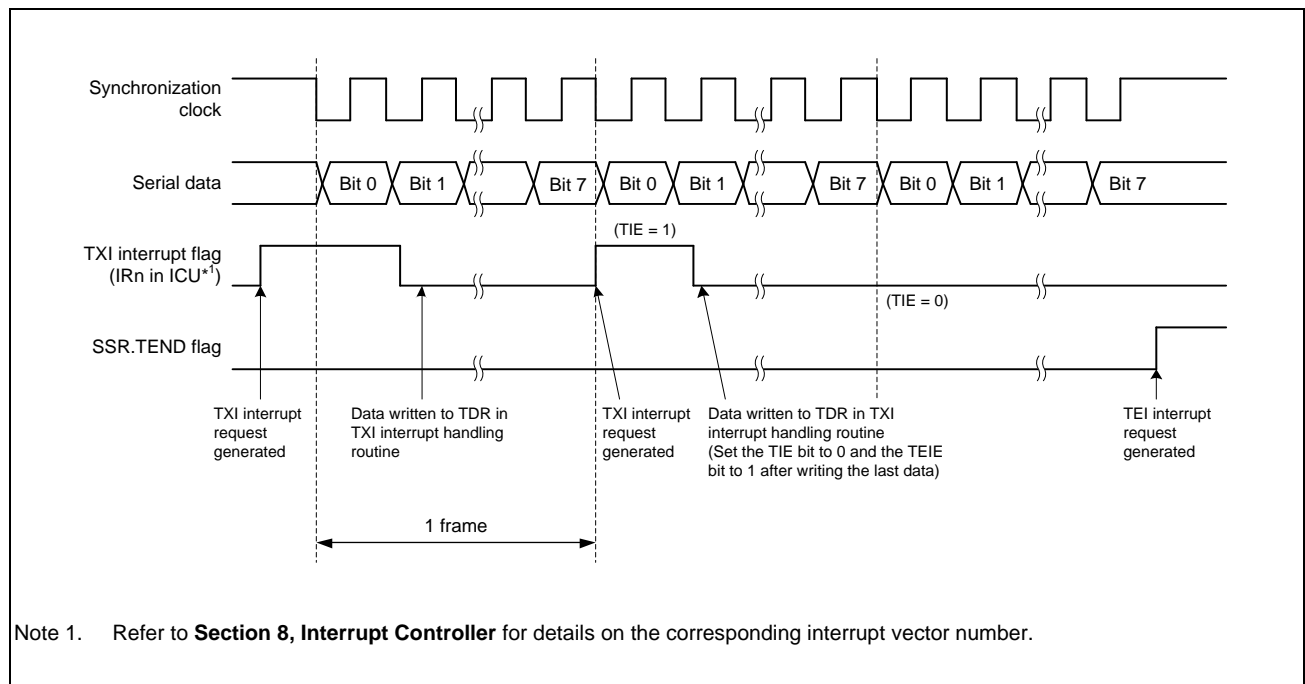 Synchronization
clock
Serial data
Bit 0 Bit 1 Bit 7 Bit 0 Bit 1 Bit 7 Bit 0 Bit 1 Bit 7
(TIE = 1)
TXI interrupt flag
(IRn in ICU*1)
(TIE = 0)
SSR.TEND flag
TXI interrupt
request
generated
Data written to TDR in
TXI interrupt handling
routine
TXI interrupt
request
generated
Data written to TDR in TXI
interrupt handling routine
(Set the TIE bit to 0 and the TEIE
bit to 1 after writing the last data)
TEI interrupt
request
generated
1 frame
Note 1. Refer to Section 8, Interrupt Controller for details on the corresponding interrupt vector number.